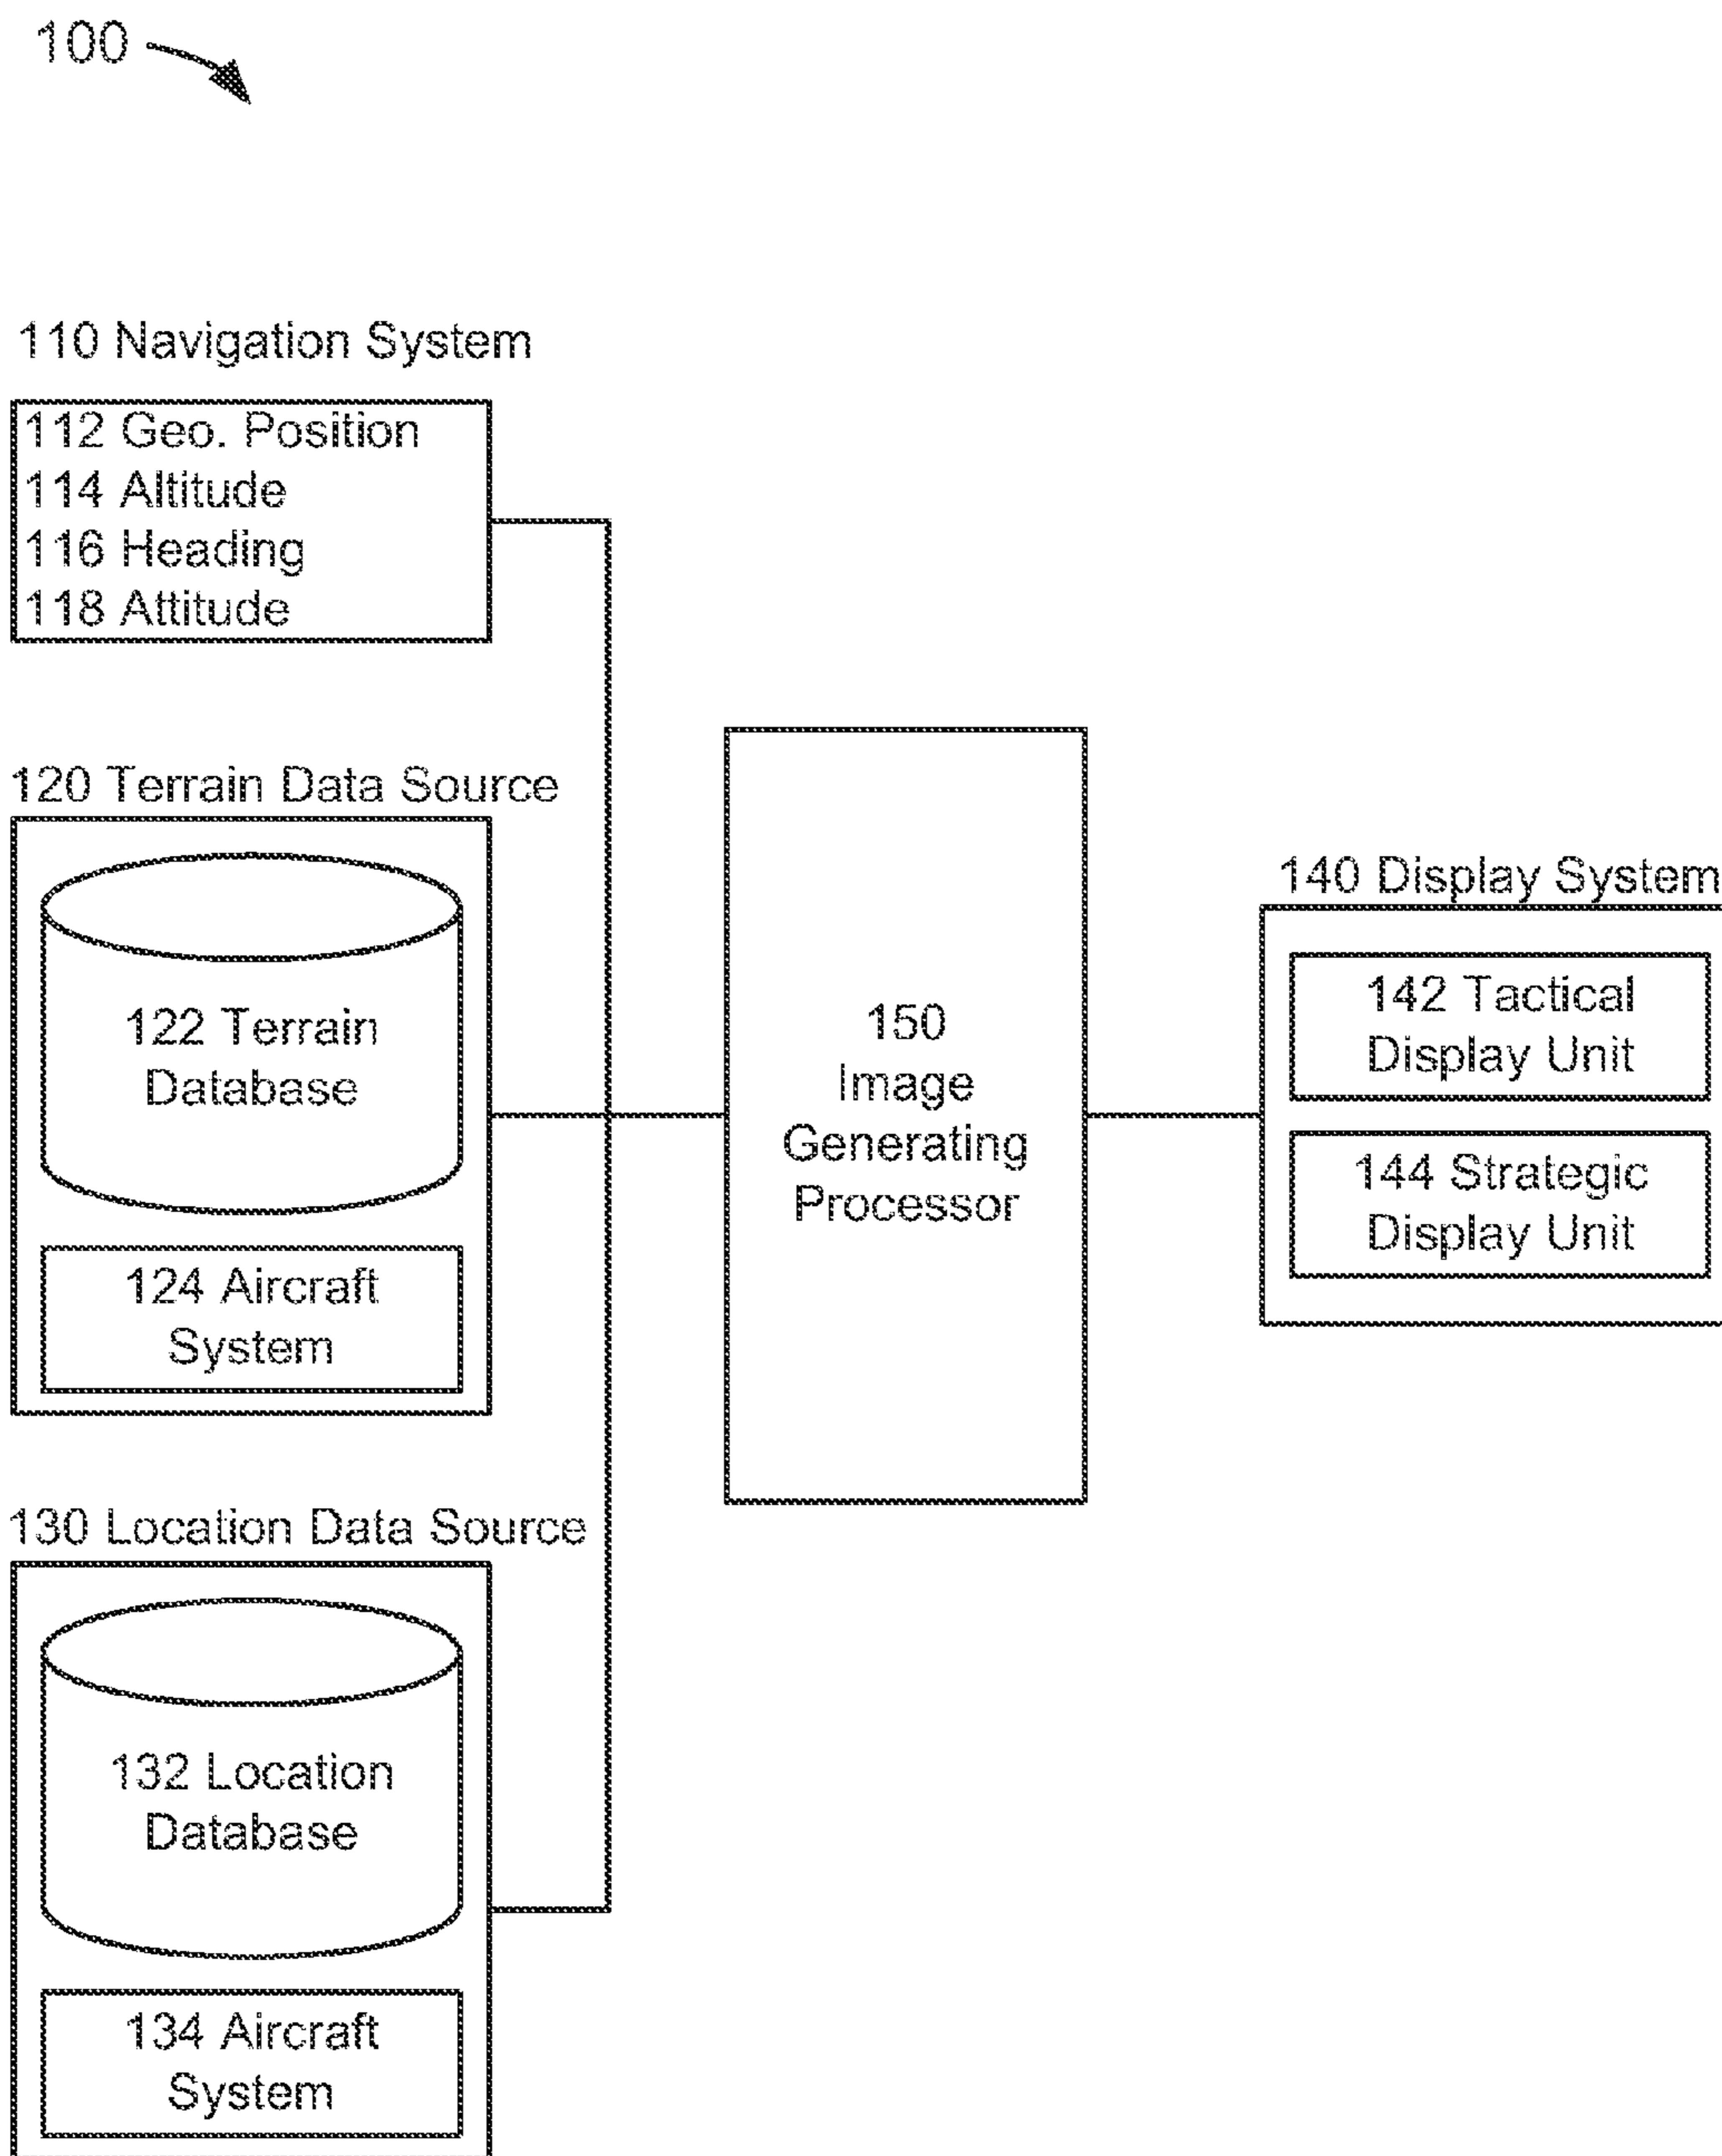 100
110 Navigation System
112 Geo. Position
114 Altitude
116 Heading
118 Attitude
120 Terrain Data Source
122 Terrain
Database
124 Aircraft
System
130 Location Data Source
132 Location
Database
134 Aircraft
System
150
Image
Generating
Processor
140 Display System
142 Tactical
Display Unit
144 Strategic
Display Unit